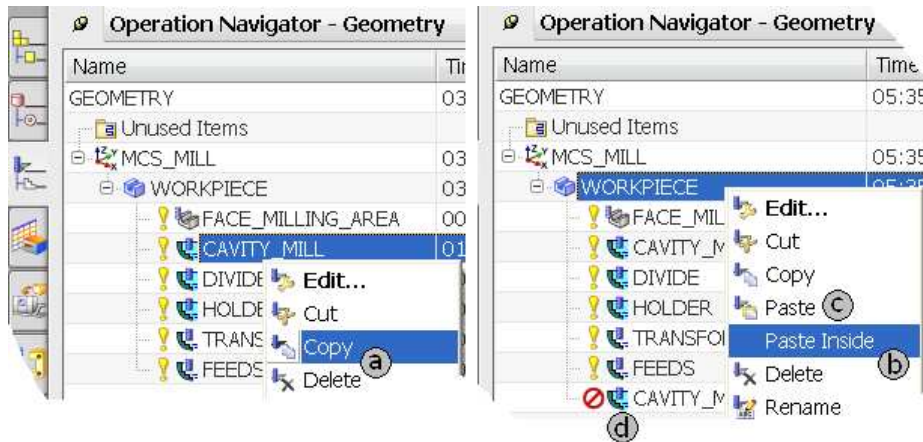 Operation Navigator - Geometry
Name
GEOMETRY 03
Unused Items
MCS_MILL 03
WORKPIECE 03
FACE_MILLING_AREA 00
CAVITY_MILL 01
DIVIDE
HOLDER
TRANS
FEEDS
Edit...
Cut
Copy
a
Delete
Operation Navigator - Geometry
Name Time
GEOMETRY 05:35
Unused Items
MCS_MILL 05:35
WORKPIECE 05:35
FACE_MIL
CAVITY_M
DIVIDE
HOLDER
TRANSFO
FEEDS
CAVITY_M
d
Edit...
Cut
Copy
Paste c
Paste Inside
b
Delete
Rename